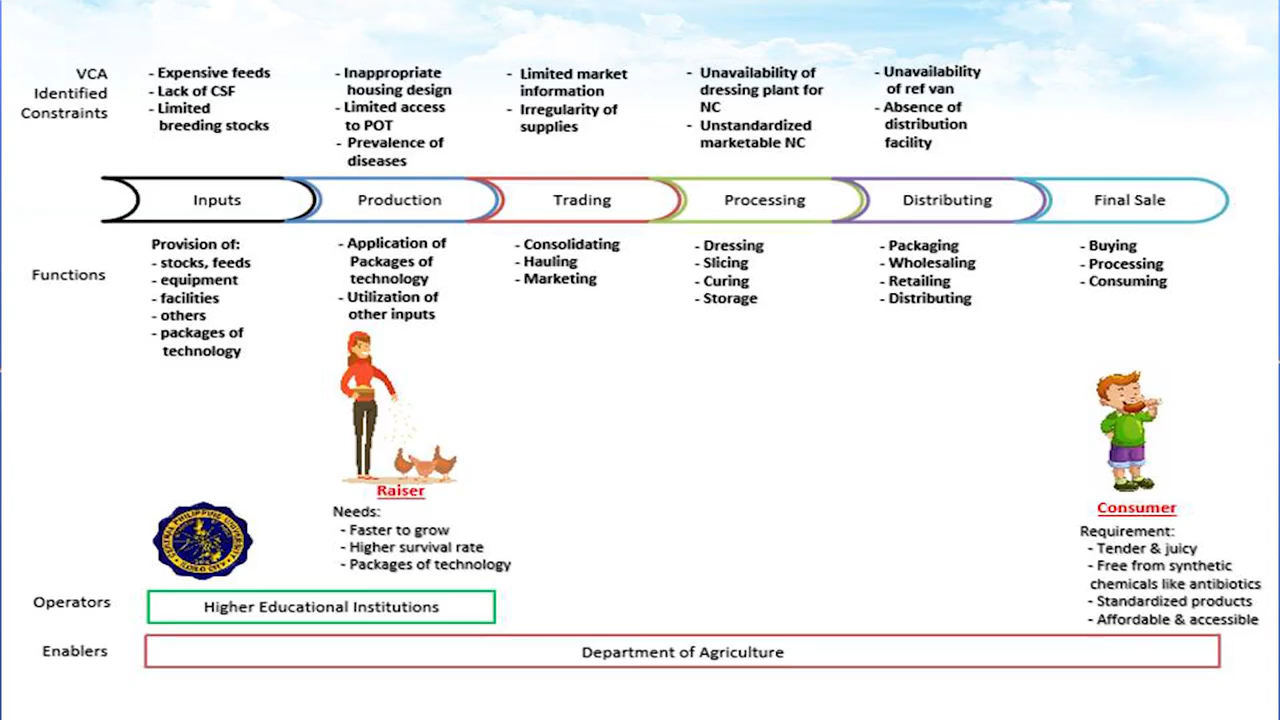 VCA
Identified
Constraints
- Expensive feeds
- Lack of CSF
- Limited
breeding stocks
- Inappropriate
housing design
- Limited access
to POT
- Prevalence of
diseases
- Limited market
information
- Irregularity of
supplies
- Unavailability of
dressing plant for
NC
- Unstandardized
marketable NC
- Unavailability
of ref van
- Absence of
distribution
facility
Inputs
Production
Trading
Processing
Distributing
Final Sale
Functions
Provision of:
- stocks, feeds
- equipment
- facilities
- others
- packages of
technology
- Application of
Packages of
technology
- Utilization of
other inputs
- Consolidating
- Hauling
- Marketing
- Dressing
- Slicing
- Curing
- Storage
- Packaging
- Wholesaling
- Retailing
- Distributing
- Buying
- Processing
- Consuming
Raiser
Needs:
- Faster to grow
- Higher survival rate
- Packages of technology
Consumer
Requirement:
- Tender & juicy
- Free from synthetic
chemicals like antibiotics
- Standardized products
- Affordable & accessible
CENTRAL PHILIPPINE UNIVERSITY
ILOILO CITY
Operators
Higher Educational Institutions
Enablers
Department of Agriculture